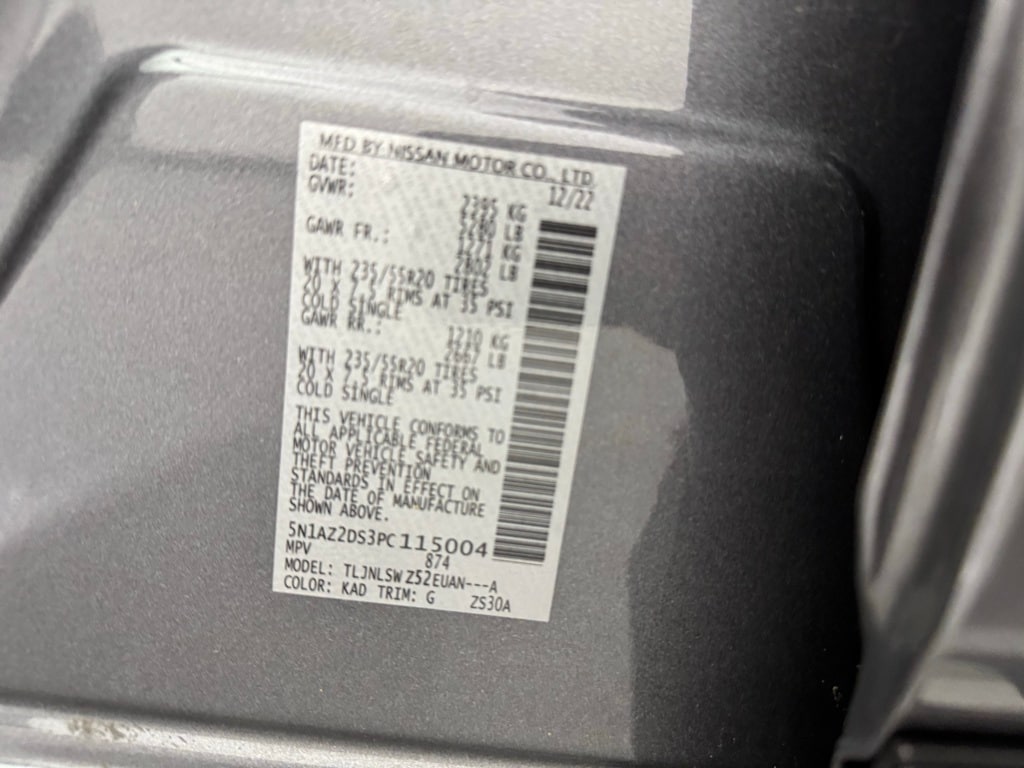 MFD BY NISSAN MOTOR CO., LTD.
DATE: 12/22
GVWR: 2395 KG
5280 LB
GAWR FR.: 1271 KG
2802 LB
WITH 235/55R20 TIRES
20 X 7.5 RIMS AT 35 PSI
COLD SINGLE
GAWR RR.: 1210 KG
2667 LB
WITH 235/55R20 TIRES
20 X 7.5 RIMS AT 35 PSI
COLD SINGLE
THIS VEHICLE CONFORMS TO
ALL APPLICABLE FEDERAL
MOTOR VEHICLE SAFETY AND
THEFT PREVENTION
STANDARDS IN EFFECT ON
THE DATE OF MANUFACTURE
SHOWN ABOVE.
5N1AZ2DS3PC115004
MPV 874
MODEL: TLJNLSW Z52EUAN---A
COLOR: KAD TRIM: G ZS30A